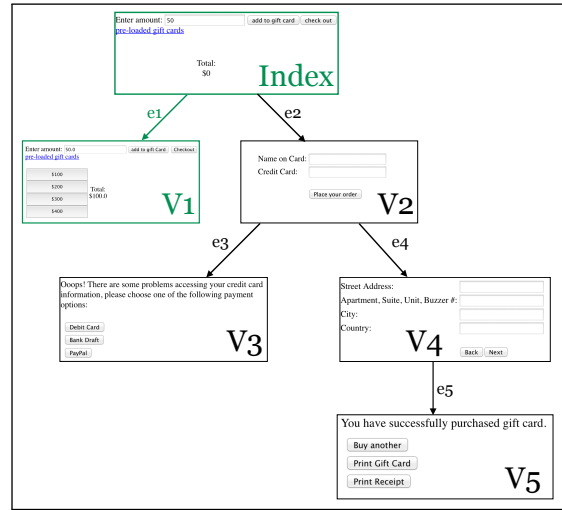 Enter amount: 50 add to gift card check out
pre-loaded gift cards
Total:
$0
Index
e1
e2
Enter amount: 50.0 add to gift Card Checkout
pre-loaded gift cards
$100
$200
$300
$400
Total:
$100.0
V1
Name on Card:
Credit Card:
Place your order
V2
e3
e4
Ooops! There are some problems accessing your credit card
information, please choose one of the following payment
options:
Debit Card
Bank Draft
PayPal
V3
Street Address:
Apartment, Suite, Unit, Buzzer #:
City:
Country:
Back Next
V4
e5
You have successfully purchased gift card.
Buy another
Print Gift Card
Print Receipt
V5